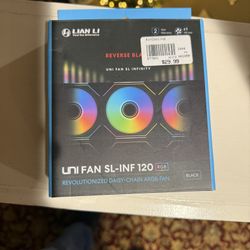 LIAN LI
REVERSE BLA
UNI FAN SL INFINITY
$29.99
UNI FAN SL-INF 120 RGB
REVOLUTIONIZED DAISY-CHAIN ARGB FAN
BLACK